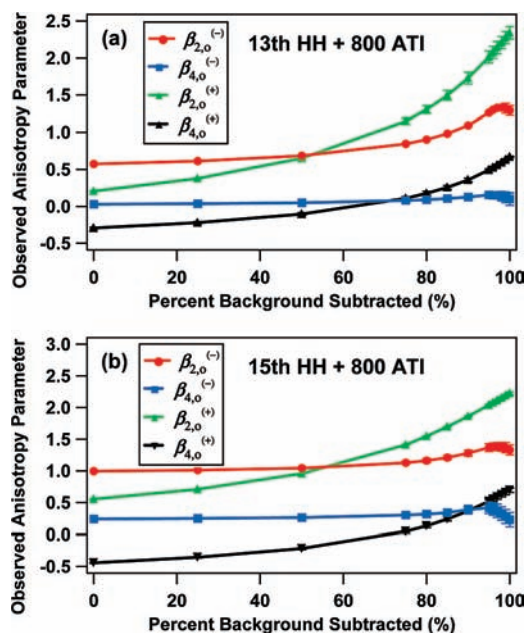 (a)
13th HH + 800 ATI
β2,o(−)
β4,o(−)
β2,o(+)
β4,o(+)
Observed Anisotropy Parameter
2.5
2.0
1.5
1.0
0.5
0.0
-0.5
0
20
40
60
80
100
Percent Background Subtracted (%)
(b)
15th HH + 800 ATI
β2,o(−)
β4,o(−)
β2,o(+)
β4,o(+)
Observed Anisotropy Parameter
3.0
2.5
2.0
1.5
1.0
0.5
0.0
-0.5
0
20
40
60
80
100
Percent Background Subtracted (%)